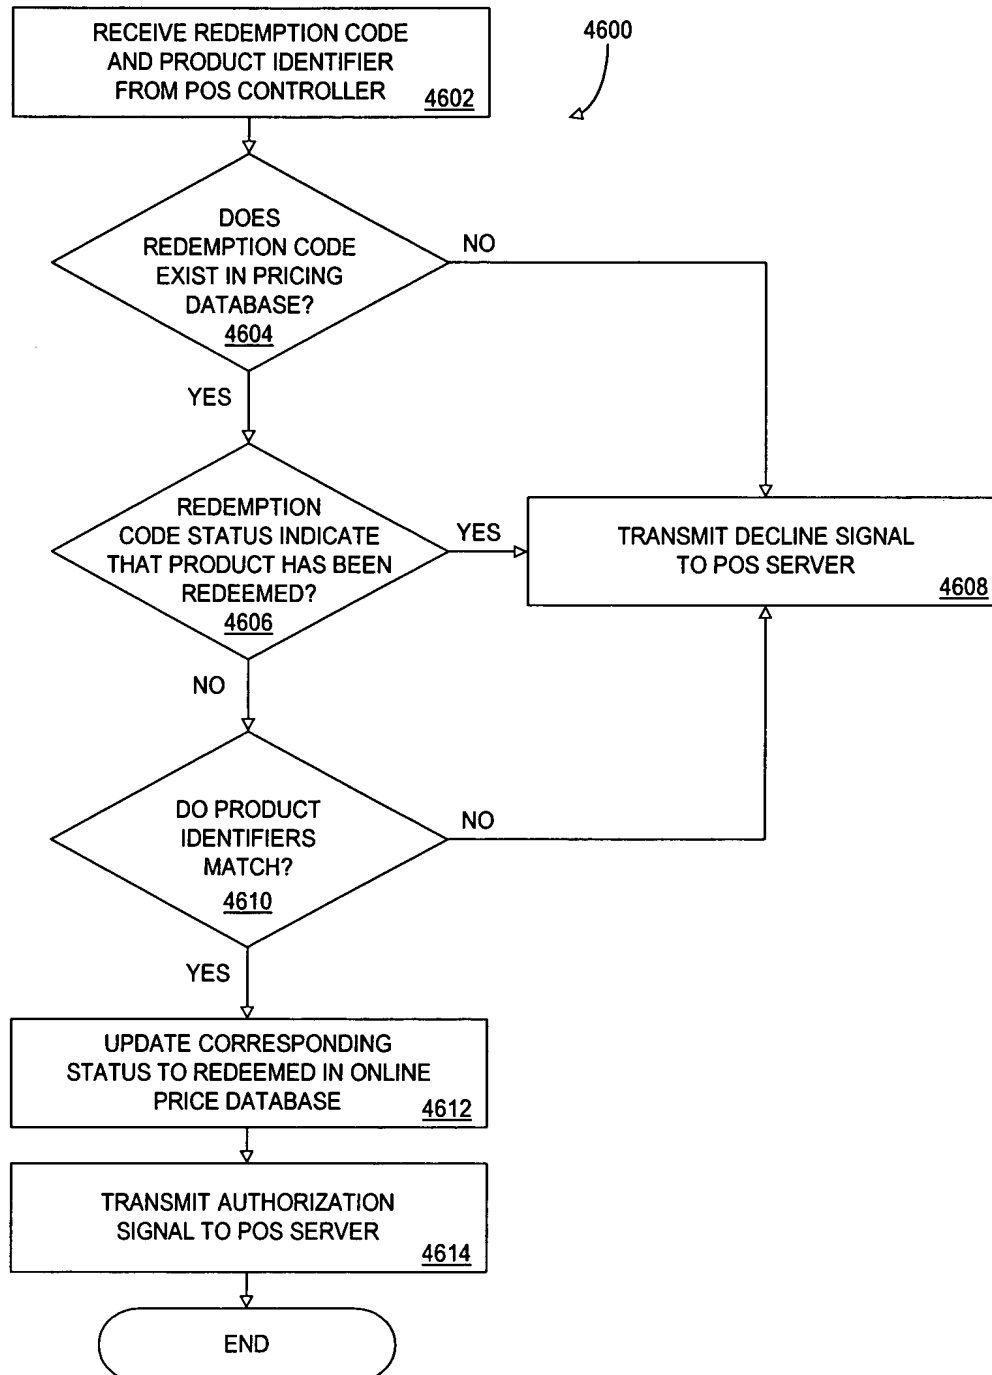 RECEIVE REDEMPTION CODE
AND PRODUCT IDENTIFIER
FROM POS CONTROLLER
4602
4600
DOES
REDEMPTION CODE
EXIST IN PRICING
DATABASE?
4604
NO
YES
REDEMPTION
CODE STATUS INDICATE
THAT PRODUCT HAS BEEN
REDEEMED?
4606
YES
TRANSMIT DECLINE SIGNAL
TO POS SERVER
4608
NO
DO PRODUCT
IDENTIFIERS
MATCH?
4610
NO
YES
UPDATE CORRESPONDING
STATUS TO REDEEMED IN ONLINE
PRICE DATABASE
4612
TRANSMIT AUTHORIZATION
SIGNAL TO POS SERVER
4614
END